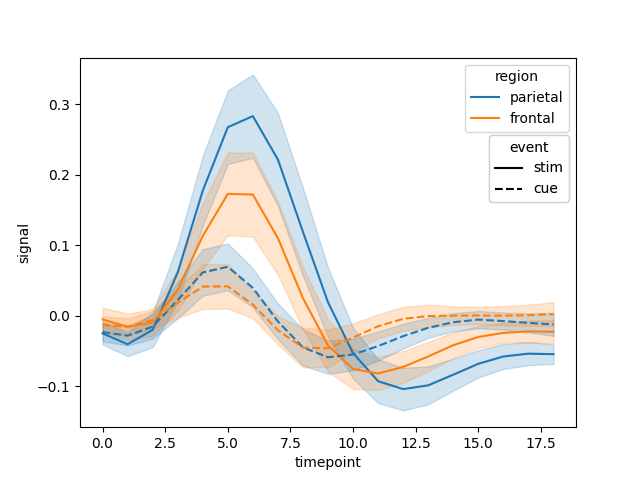 region
parietal
frontal
event
stim
cue
signal
0.3
0.2
0.1
0.0
−0.1
0.0
2.5
5.0
7.5
10.0
12.5
15.0
17.5
timepoint